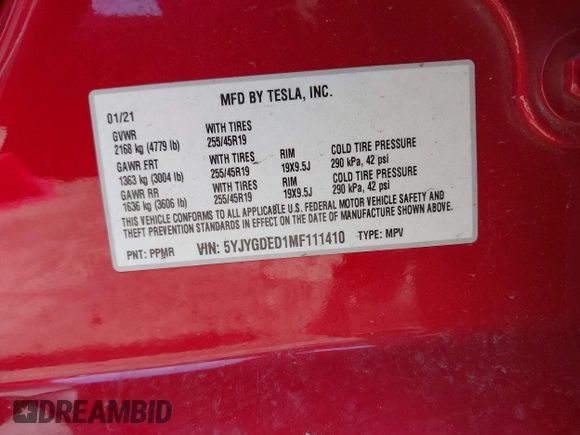 MFD BY TESLA, INC.
01/21
GVWR
2168 kg (4779 lb) WITH TIRES 255/45R19
GAWR FRT
1363 kg (3004 lb) WITH TIRES 255/45R19 RIM 19X9.5J COLD TIRE PRESSURE 290 kPa, 42 psi
GAWR RR
1636 kg (3606 lb) WITH TIRES 255/45R19 RIM 19X9.5J COLD TIRE PRESSURE 290 kPa, 42 psi
THIS VEHICLE CONFORMS TO ALL APPLICABLE U.S. FEDERAL MOTOR VEHICLE SAFETY AND
THEFT PREVENTION STANDARDS IN EFFECT ON THE DATE OF MANUFACTURE SHOWN ABOVE.
PNT: PPMR VIN: 5YJYGDED1MF111410 TYPE: MPV
DREAMBID